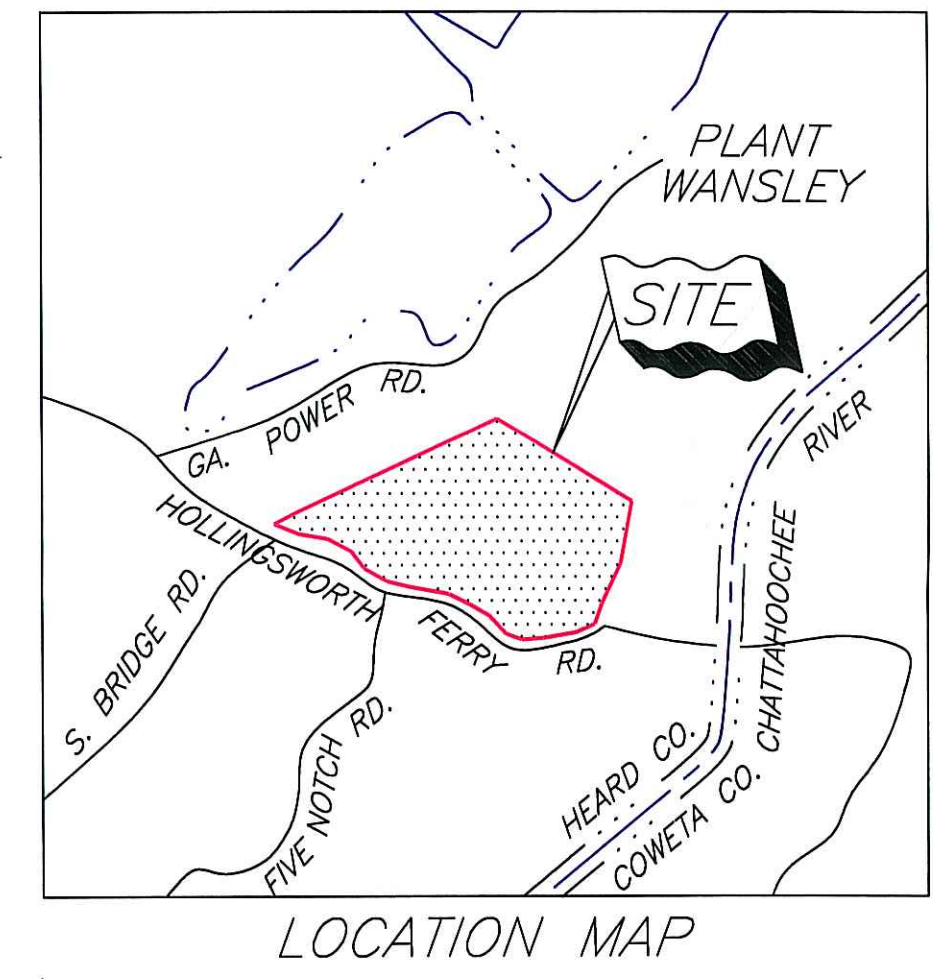 PLANT
WANSLEY
SITE
GA. POWER RD.
RIVER
HOLLINGSWORTH FERRY RD.
S. BRIDGE RD.
FIVE NOTCH RD.
CHATTAHOOCHEE
HEARD CO.
COWETA CO.
LOCATION MAP